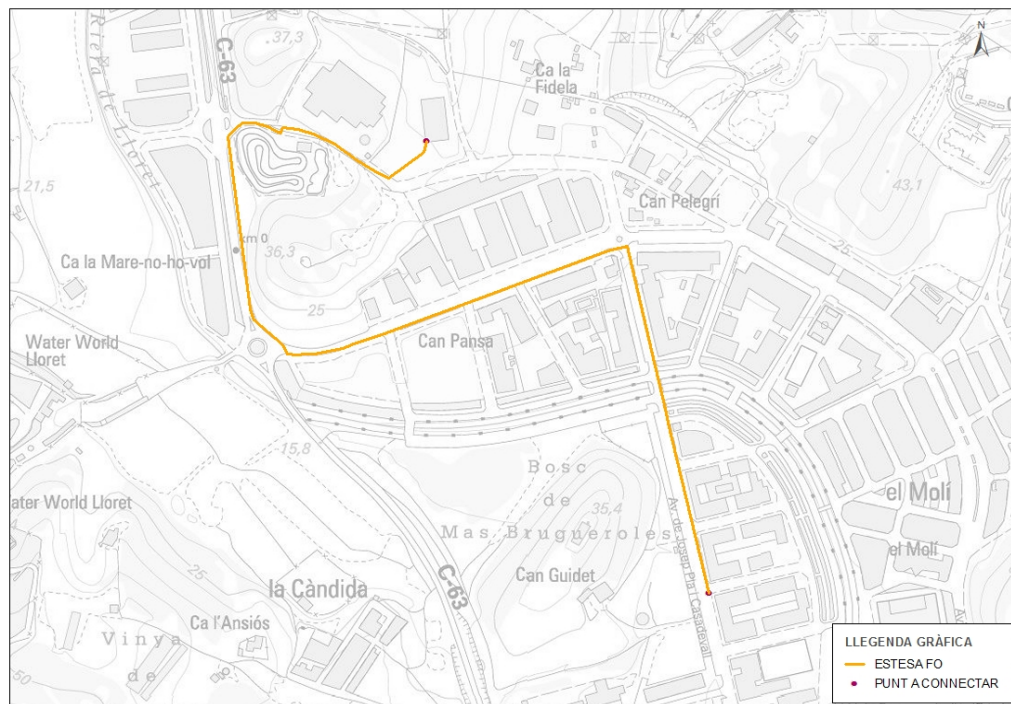 N
37,3
C-63
Riera de Lloret
Ca la
Fidela
21,5
43,1
Can Pelegrí
km 0
36,3
25
Ca la Mare-no-ho-vol
25
Water World
Lloret
Can Pansa
15,8
Bosc
de
Mas Brugueroles
35,4
ater World Lloret
el Molí
el Molí
Av. de Josep Pla i Casadevall
25
Can Guidet
la Càndida
C-63
Ca l'Ansiós
Vinya
de
50
Av
LLEGENDA GRÀFICA
ESTESA FO
PUNT A CONNECTAR